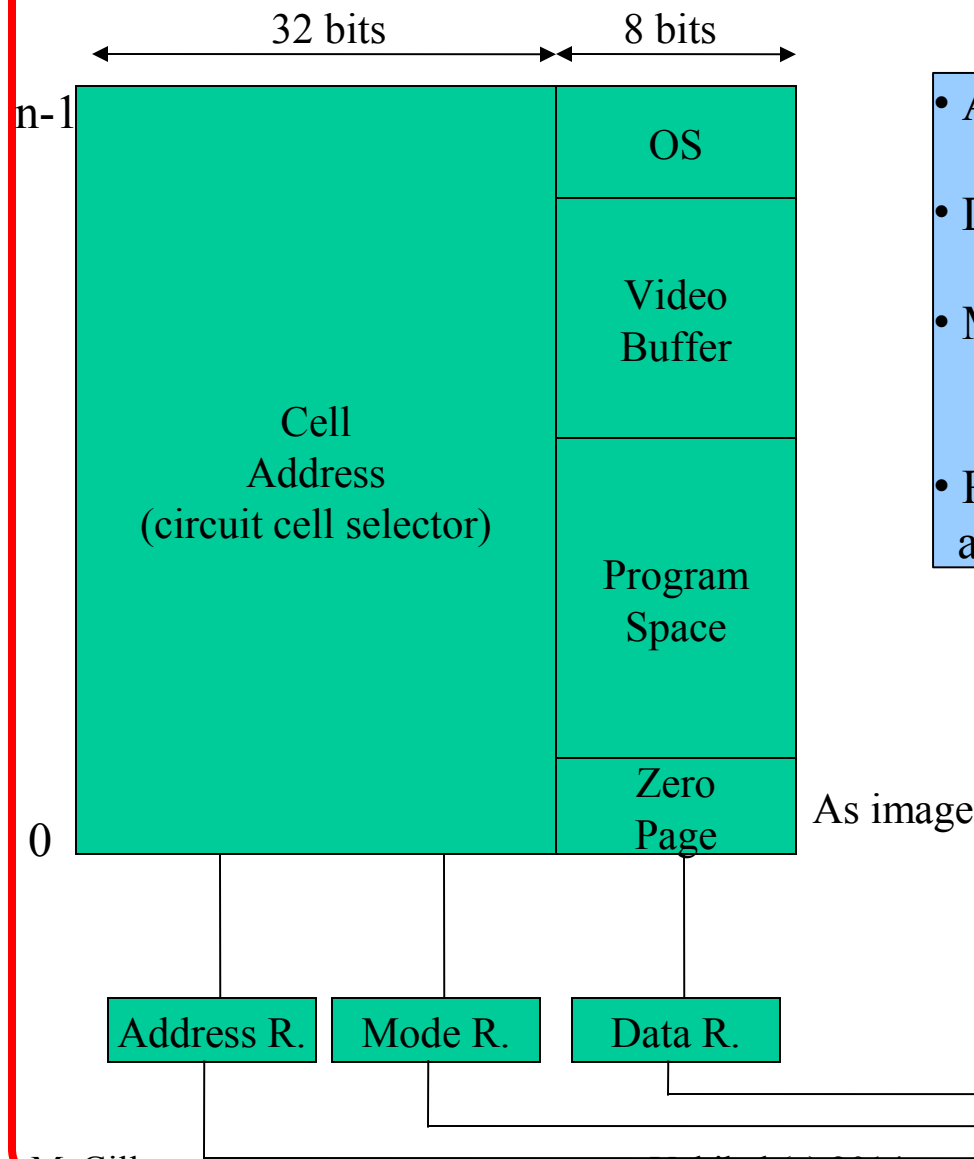 32 bits
8 bits
n-1
OS
Video
Buffer
Cell
Address
(circuit cell selector)
Program
Space
Zero
Page
0
As image
Address R.
Mode R.
Data R.